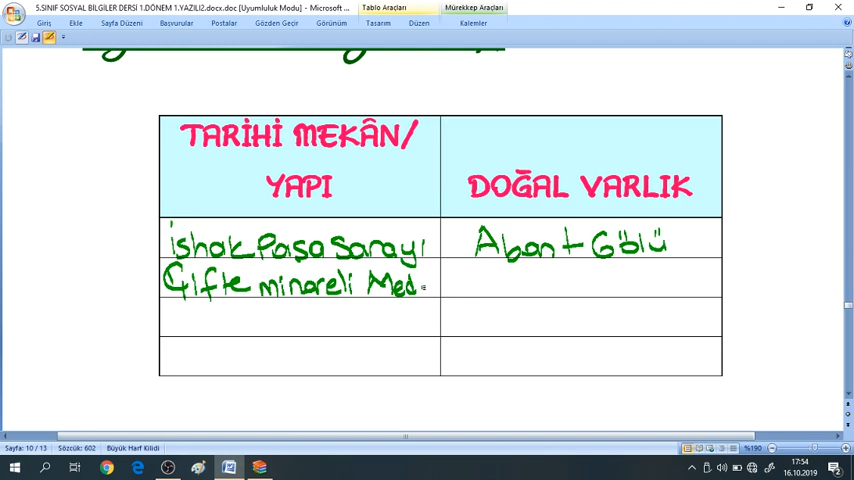 5.SINIF SOSYAL BİLGİLER DERSİ 1.DÖNEM 1.YAZILI2.docx.doc [Uyumluluk Modu] - Microsoft ...
Tablo Araçları
Mürekkep Araçları
Giriş
Ekle
Sayfa Düzeni
Başvurular
Postalar
Gözden Geçir
Görünüm
Tasarım
Düzen
Kalemler
TARİHİ MEKÂN/
YAPI
DOĞAL VARLIK
İshak Paşa Sarayı
Abant Gölü
Çifte minareli Med
Sayfa: 10 / 13
Sözcük: 602
Büyük Harf Kilidi
%190
17:54
16.10.2019
2